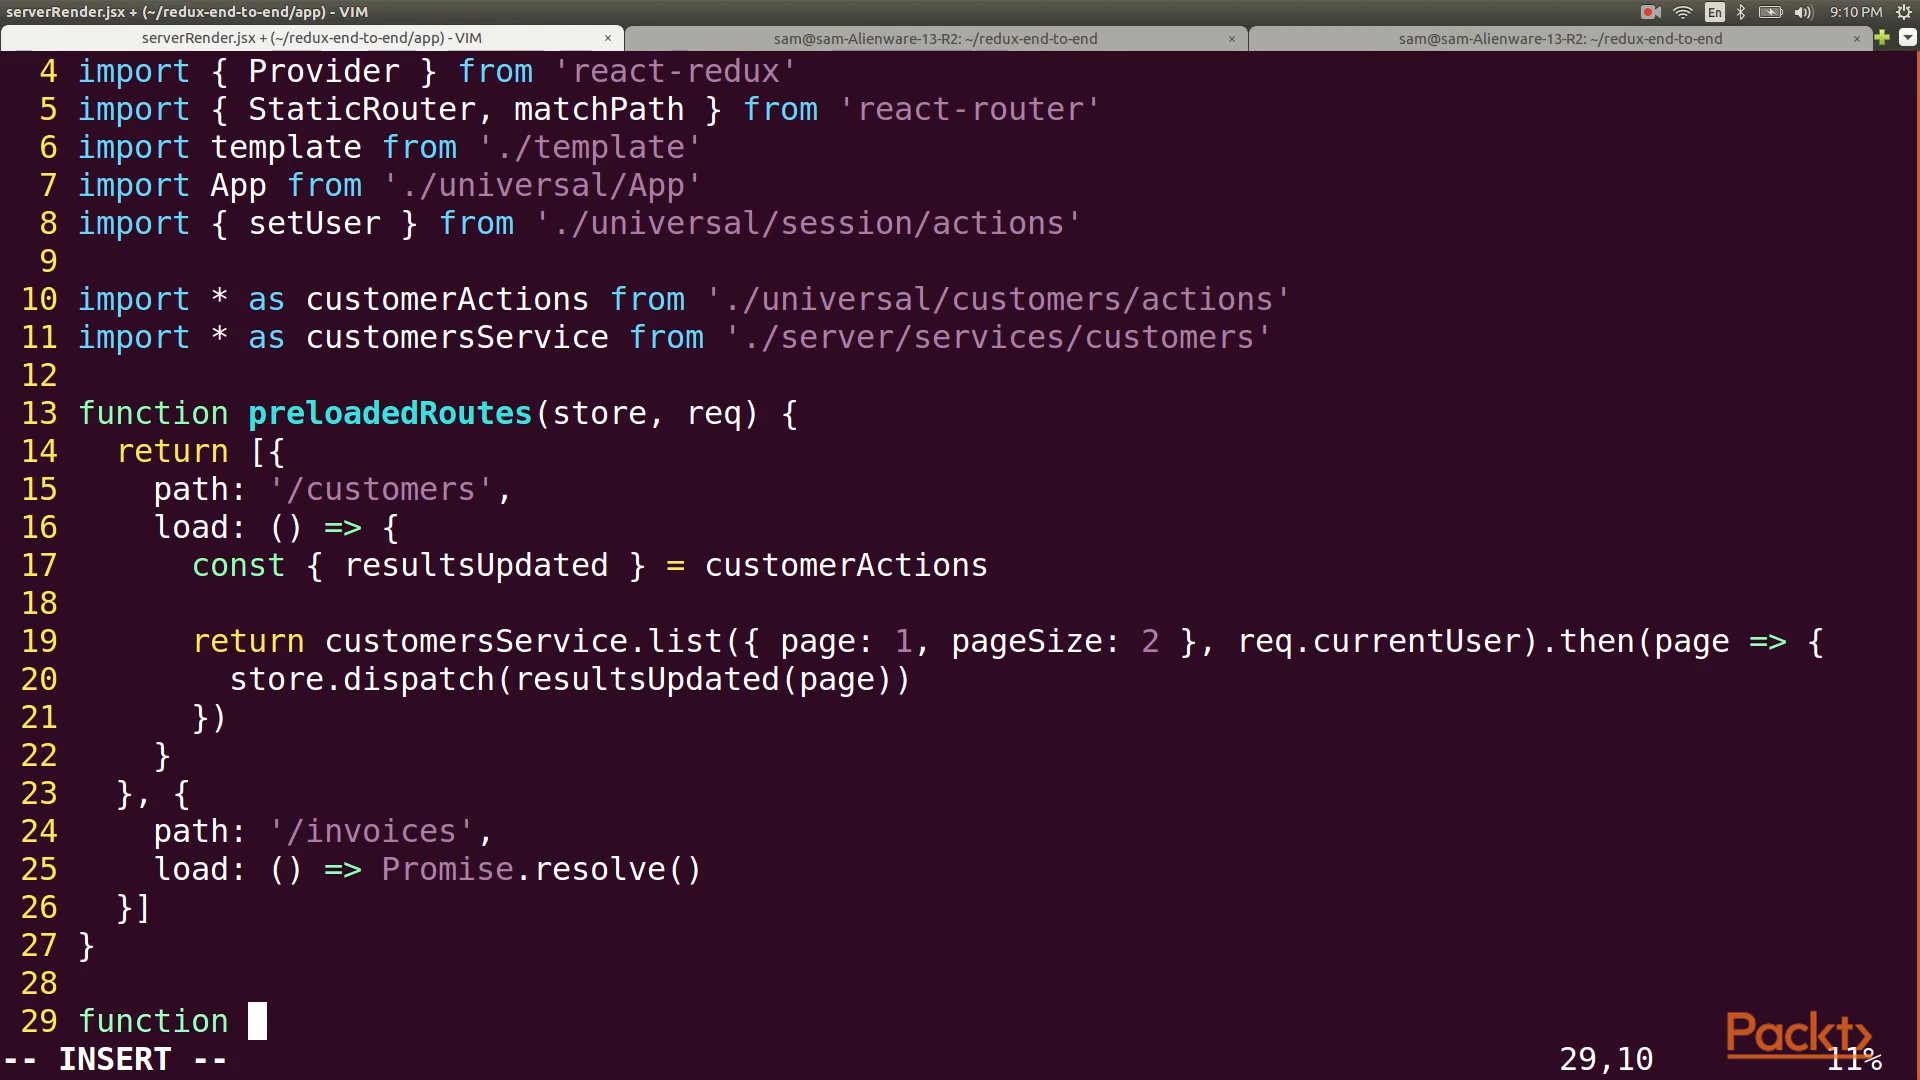 serverRender.jsx + (~/redux-end-to-end/app) - VIM
En
9:10 PM
serverRender.jsx + (~/redux-end-to-end/app) - VIM ×
sam@sam-Alienware-13-R2: ~/redux-end-to-end ×
sam@sam-Alienware-13-R2: ~/redux-end-to-end ×
4 import { Provider } from 'react-redux'
5 import { StaticRouter, matchPath } from 'react-router'
6 import template from './template'
7 import App from './universal/App'
8 import { setUser } from './universal/session/actions'
9
10 import * as customerActions from './universal/customers/actions'
11 import * as customersService from './server/services/customers'
12
13 function preloadedRoutes(store, req) {
14   return [{
15     path: '/customers',
16     load: () => {
17       const { resultsUpdated } = customerActions
18
19       return customersService.list({ page: 1, pageSize: 2 }, req.currentUser).then(page => {
20         store.dispatch(resultsUpdated(page))
21       })
22     }
23   }, {
24     path: '/invoices',
25     load: () => Promise.resolve()
26   }]
27 }
28
29 function
-- INSERT --
29,10
11%
Packt>